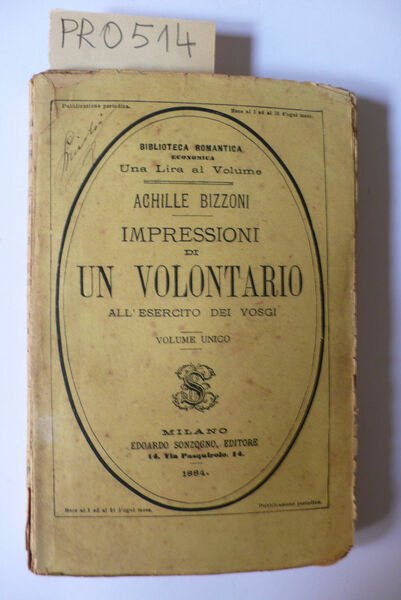 PRO514
Pubblicazione periodica.
Esce al 1 ed al 15 d'ogni mese.
BIBLIOTECA ROMANTICA
ECONOMICA
Una Lira al Volume
ACHILLE BIZZONI
IMPRESSIONI
DI
UN VOLONTARIO
ALL'ESERCITO DEI VOSGI
VOLUME UNICO
MILANO
EDOARDO SONZOGNO, EDITORE
14. Via Pasquirolo. 14.
1884.
Esce al 1 ed al 15 d'ogni mese.
Pubblicazione periodica.